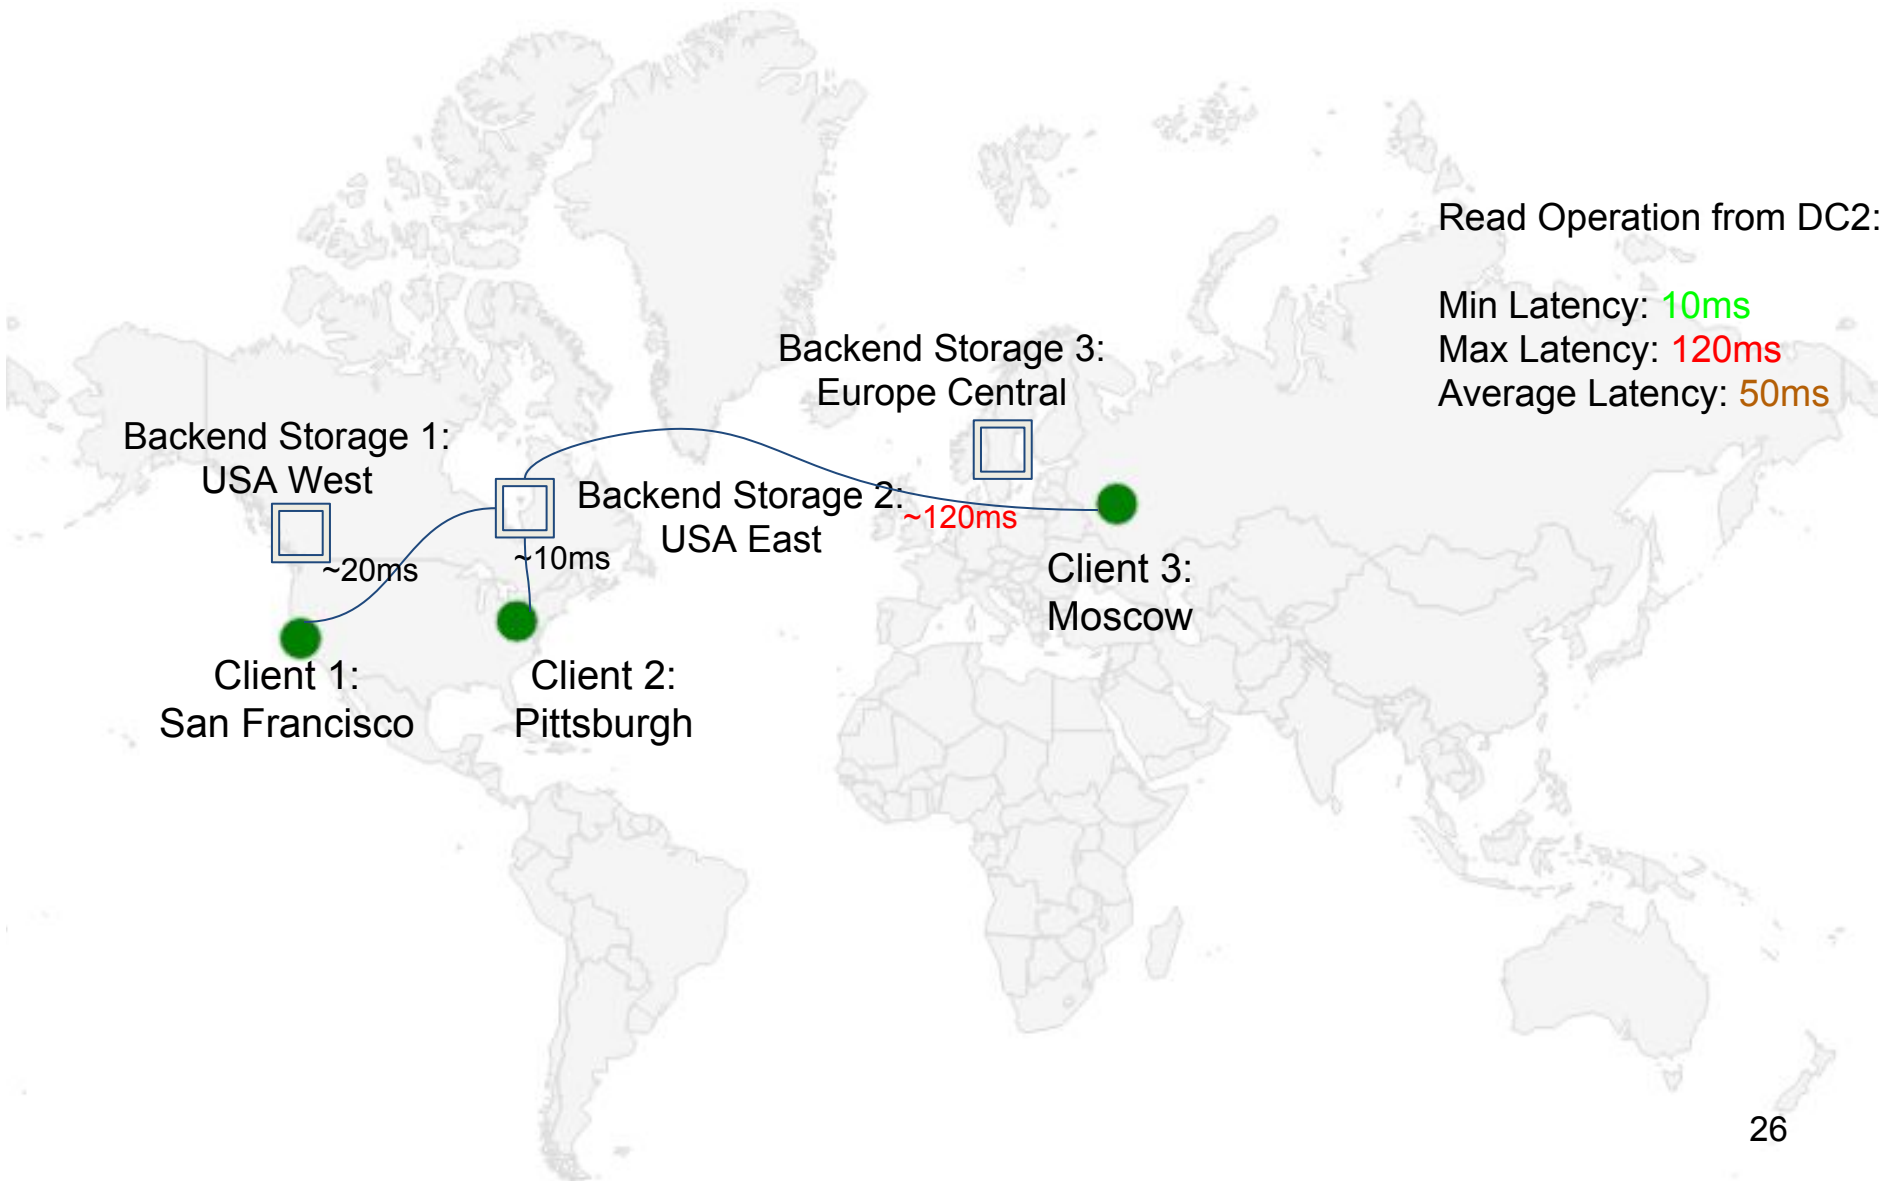 Read Operation from DC2:
Min Latency: 10ms
Max Latency: 120ms
Average Latency: 50ms
Backend Storage 3:
Europe Central
Backend Storage 1:
USA West
Backend Storage 2:
USA East
~120ms
~20ms
~10ms
Client 3:
Moscow
Client 1:
San Francisco
Client 2:
Pittsburgh
26